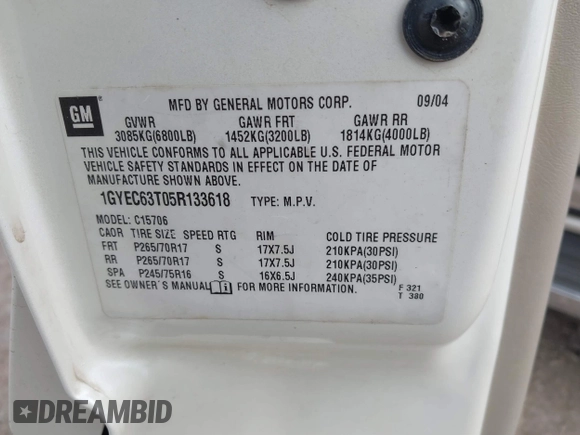 GM
MFD BY GENERAL MOTORS CORP. 09/04
GVWR GAWR FRT GAWR RR
3085KG(6800LB) 1452KG(3200LB) 1814KG(4000LB)
THIS VEHICLE CONFORMS TO ALL APPLICABLE U.S. FEDERAL MOTOR
VEHICLE SAFETY STANDARDS IN EFFECT ON THE DATE OF
MANUFACTURE SHOWN ABOVE.
1GYEC63T05R133618 TYPE: M.P.V.
MODEL: C15706
CAOR TIRE SIZE SPEED RTG RIM COLD TIRE PRESSURE
FRT P265/70R17 S 17X7.5J 210KPA(30PSI)
RR P265/70R17 S 17X7.5J 210KPA(30PSI)
SPA P245/75R16 S 16X6.5J 240KPA(35PSI)
SEE OWNER'S MANUAL FOR MORE INFORMATION. F 321
T 380
DREAMBID